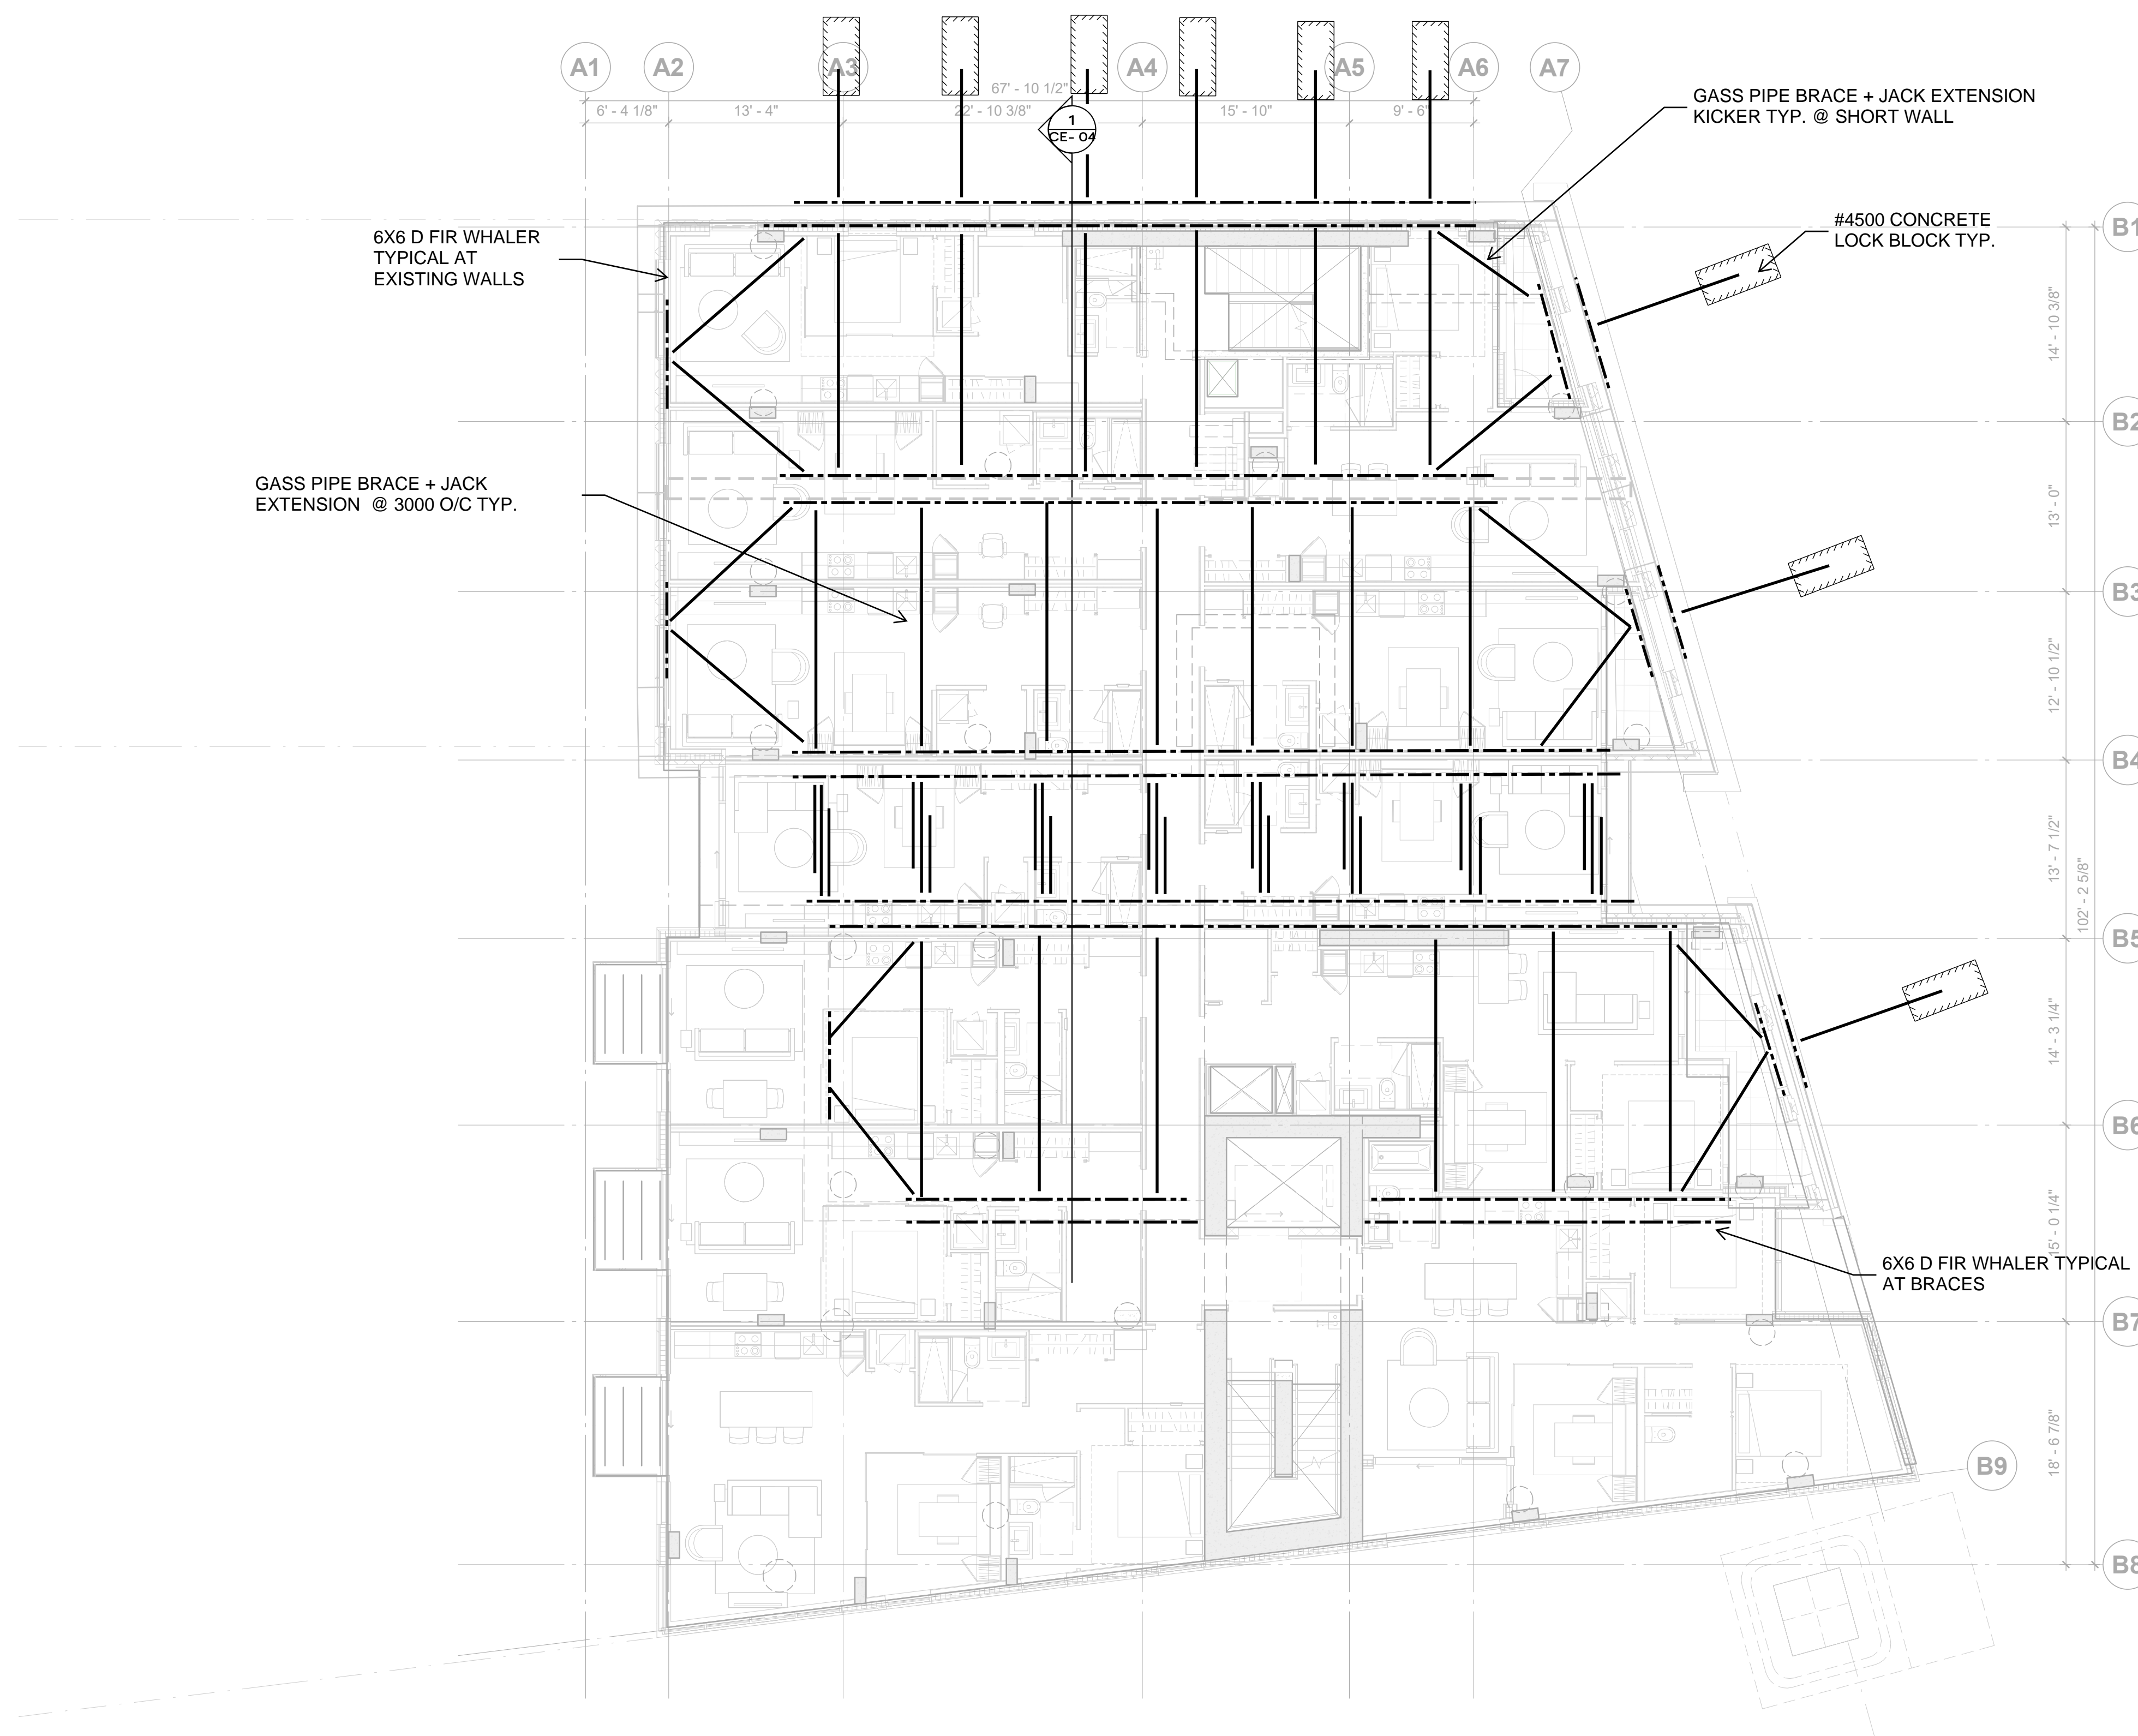 A1
A2
A3
A4
A5
A6
A7
67' - 10 1/2"
6' - 4 1/8"
13' - 4"
22' - 10 3/8"
15' - 10"
9' - 6"
1
CE- 04
GASS PIPE BRACE + JACK EXTENSION
KICKER TYP. @ SHORT WALL
#4500 CONCRETE
LOCK BLOCK TYP.
6X6 D FIR WHALER
TYPICAL AT
EXISTING WALLS
GASS PIPE BRACE + JACK
EXTENSION @ 3000 O/C TYP.
B1
14' - 10 3/8"
B2
13' - 0"
B3
12' - 10 1/2"
B4
13' - 7 1/2"
102' - 2 5/8"
B5
14' - 3 1/4"
B6
15' - 0 1/4"
6X6 D FIR WHALER TYPICAL
AT BRACES
B7
18' - 6 7/8"
B9
B8